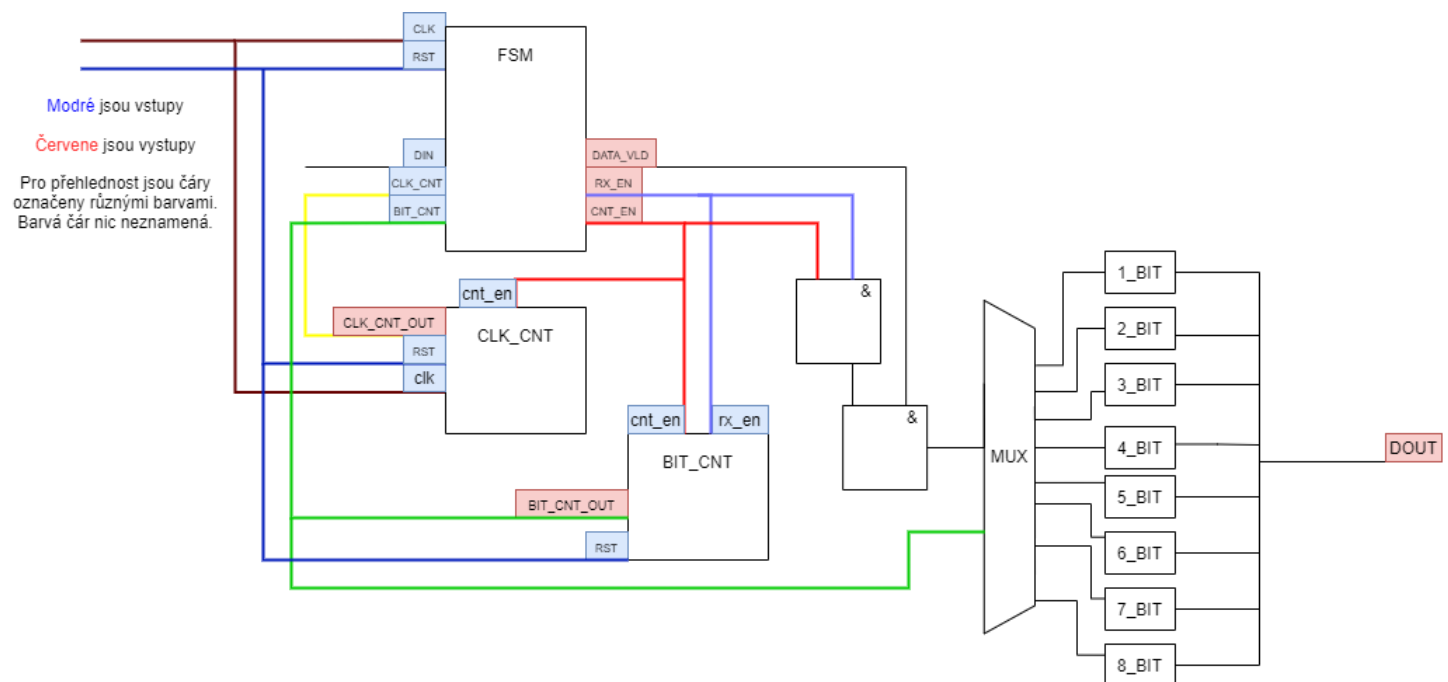 CLK
RST
FSM
Modré jsou vstupy
Červene jsou vystupy
Pro přehlednost jsou čáry
označeny různými barvami.
Barvá čár nic neznamená.
DIN
CLK_CNT
BIT_CNT
DATA_VLD
RX_EN
CNT_EN
cnt_en
CLK_CNT_OUT
RST
clk
CLK_CNT
&
&
cnt_en
rx_en
BIT_CNT
BIT_CNT_OUT
RST
MUX
1_BIT
2_BIT
3_BIT
4_BIT
5_BIT
6_BIT
7_BIT
8_BIT
DOUT